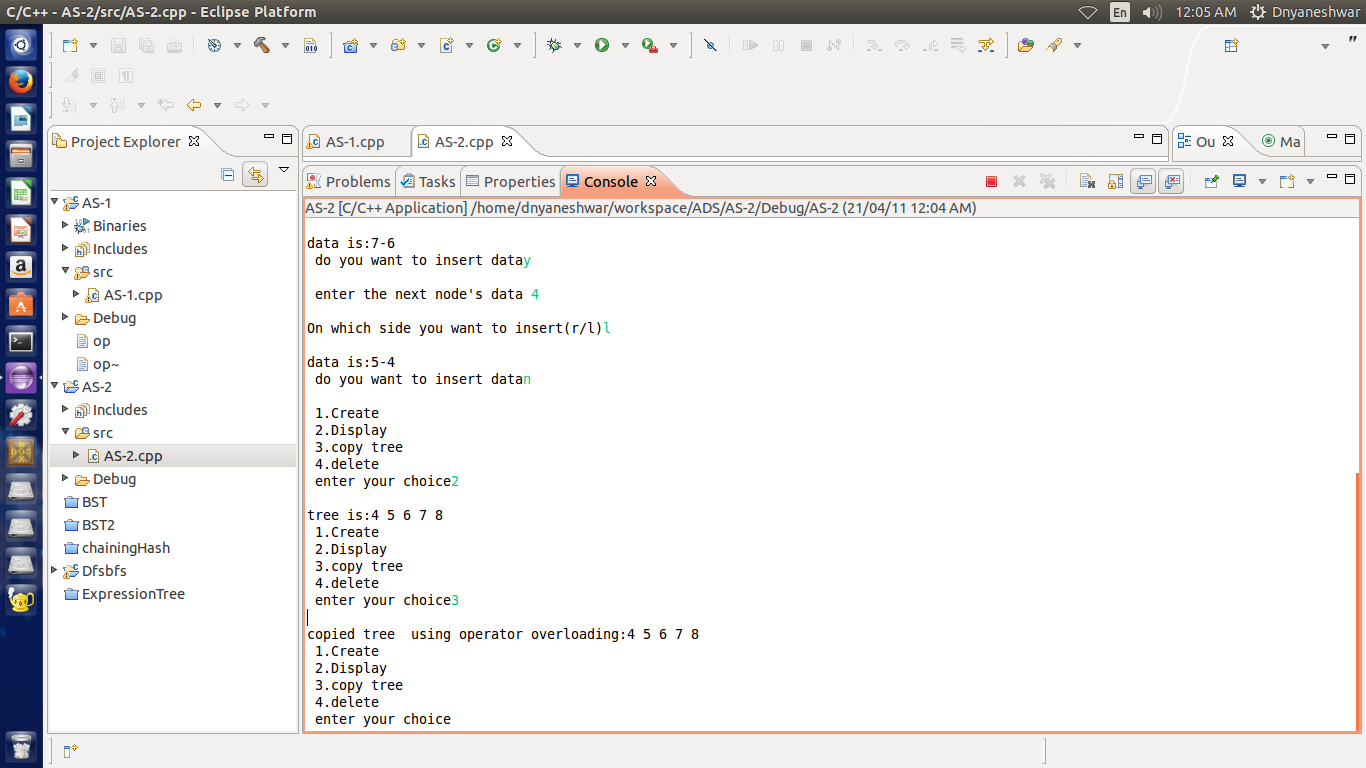 C/C++ - AS-2/src/AS-2.cpp - Eclipse Platform
En
12:05 AM
Dnyaneshwar
Project Explorer
AS-1
Binaries
Includes
src
AS-1.cpp
Debug
op
op~
AS-2
Includes
src
AS-2.cpp
Debug
BST
BST2
chainingHash
Dfsbfs
ExpressionTree
AS-1.cpp
AS-2.cpp
Ou
Ma
Problems
Tasks
Properties
Console
AS-2 [C/C++ Application] /home/dnyaneshwar/workspace/ADS/AS-2/Debug/AS-2 (21/04/11 12:04 AM)
data is:7-6
do you want to insert datay
enter the next node's data 4
On which side you want to insert(r/l)l
data is:5-4
do you want to insert datan
1.Create
2.Display
3.copy tree
4.delete
enter your choice2
tree is:4 5 6 7 8
1.Create
2.Display
3.copy tree
4.delete
enter your choice3
copied tree  using operator overloading:4 5 6 7 8
1.Create
2.Display
3.copy tree
4.delete
enter your choice